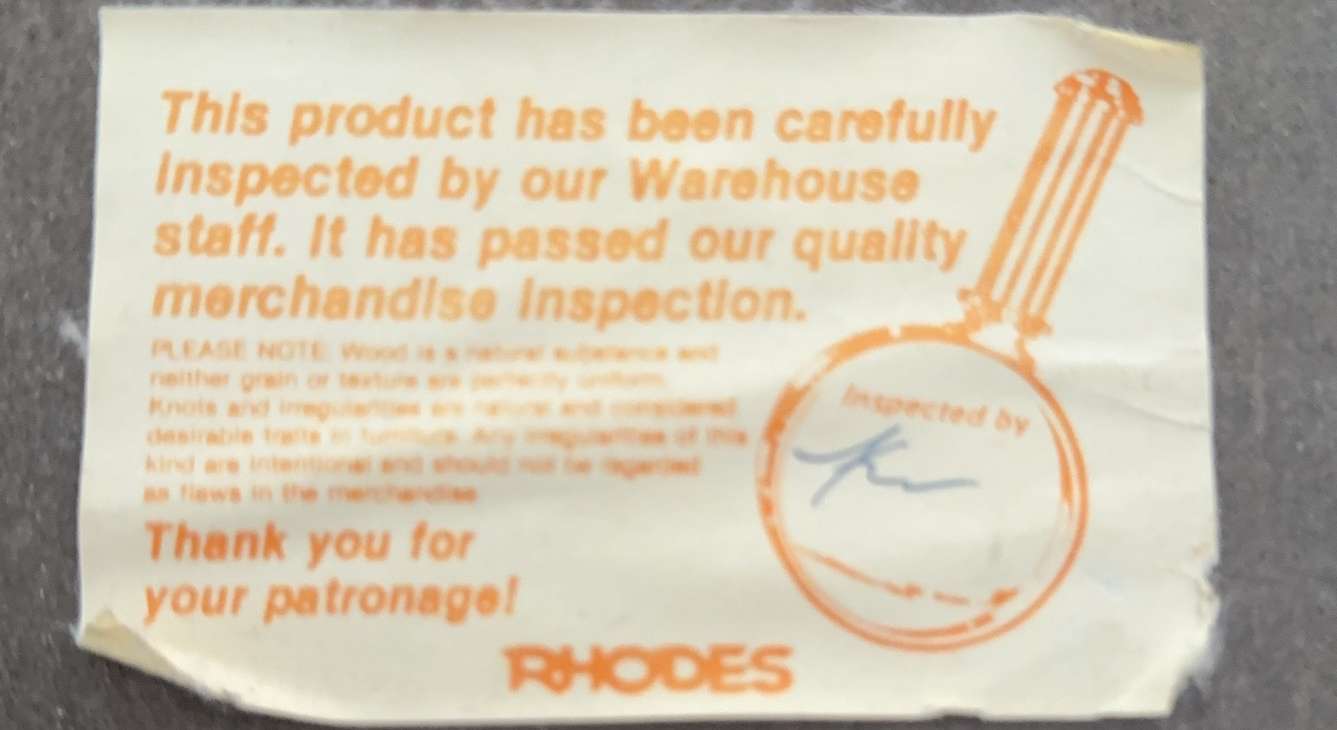 This product has been carefully
inspected by our Warehouse
staff. It has passed our quality
merchandise inspection.
PLEASE NOTE: Wood is a natural substance and
neither grain or texture are perfectly uniform.
Knots and irregularities are natural and considered
desirable traits in furniture. Any irregularities of this
kind are intentional and should not be regarded
as flaws in the merchandise
Inspected by
Thank you for
your patronage!
RHODES